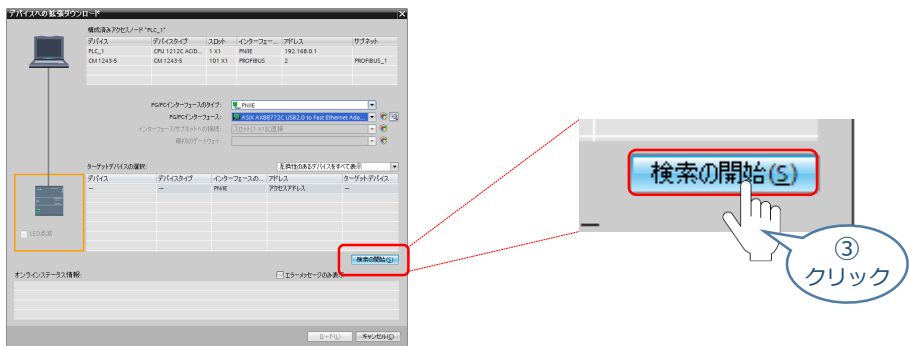 デバイスへの拡張ダウンロード
構成済みアクセスノード "PLC_1"
デバイス デバイスタイプ スロット インターフェー... アドレス サブネット
PLC_1 CPU 1212C AC/D... 1 X1 PN/IE 192.168.0.1
CM 1243-5 CM 1243-5 101 X1 PROFIBUS 2 PROFIBUS_1
PG/PCインターフェースのタイプ: PN/IE
PG/PCインターフェース: ASIX AX88772C USB2.0 to Fast Ethernet Ada...
インターフェース/サブネットへの接続: スロット'1 X1'に直接
最初のゲートウェイ:
ターゲットデバイスの選択: 互換性のあるデバイスをすべて表示
デバイス デバイスタイプ インターフェースの... アドレス ターゲットデバイス
— — PN/IE アクセスアドレス —
LED点滅
検索の開始(S)
オンラインステータス情報: エラーメッセージのみ表示
ロード(L) キャンセル(C)
検索の開始(S)
③
クリック